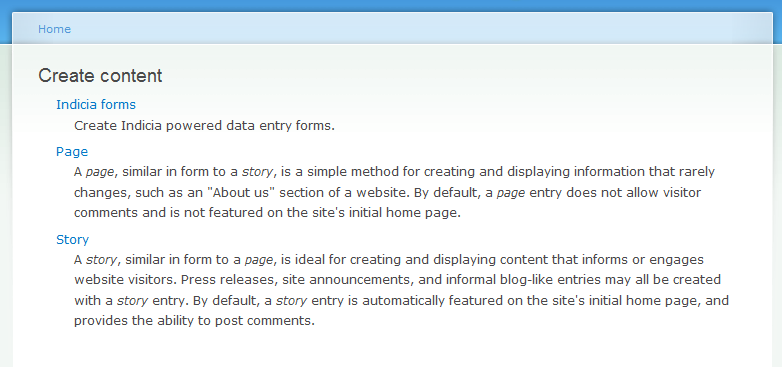 Home
Create content
Indicia forms
Create Indicia powered data entry forms.
Page
A page, similar in form to a story, is a simple method for creating and displaying information that rarely
changes, such as an "About us" section of a website. By default, a page entry does not allow visitor
comments and is not featured on the site's initial home page.
Story
A story, similar in form to a page, is ideal for creating and displaying content that informs or engages
website visitors. Press releases, site announcements, and informal blog-like entries may all be created
with a story entry. By default, a story entry is automatically featured on the site's initial home page, and
provides the ability to post comments.